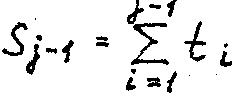 S_{j-1} = \sum_{i=1}^{j-1} t_i